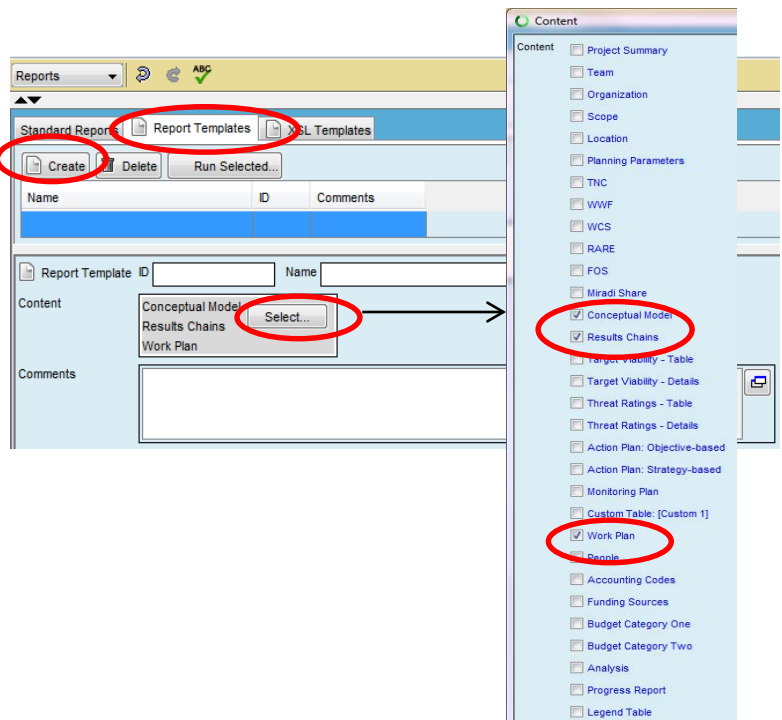 Reports
ABC
Standard Reports
Report Templates
XSL Templates
Create
Delete
Run Selected...
Name
ID
Comments
Report Template
ID
Name
Content
Conceptual Model
Results Chains
Work Plan
Select...
Comments
Content
Content
Project Summary
Team
Organization
Scope
Location
Planning Parameters
TNC
WWF
WCS
RARE
FOS
Miradi Share
Conceptual Model
Results Chains
Target Viability - Table
Target Viability - Details
Threat Ratings - Table
Threat Ratings - Details
Action Plan: Objective-based
Action Plan: Strategy-based
Monitoring Plan
Custom Table: [Custom 1]
Work Plan
People
Accounting Codes
Funding Sources
Budget Category One
Budget Category Two
Analysis
Progress Report
Legend Table